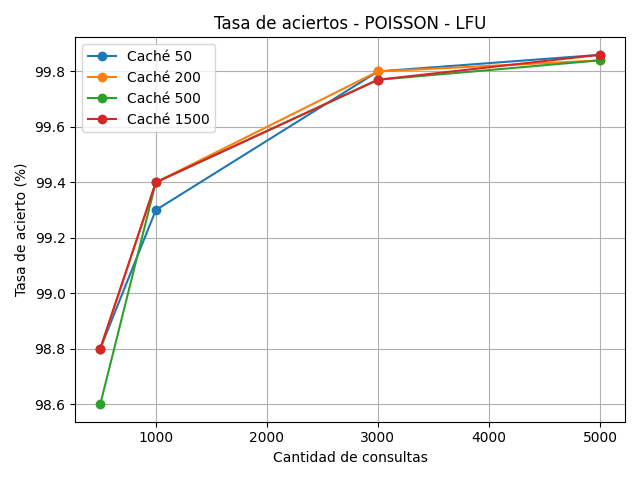 Tasa de aciertos - POISSON - LFU
Caché 50
Caché 200
Caché 500
Caché 1500
Tasa de acierto (%)
99.8
99.6
99.4
99.2
99.0
98.8
98.6
1000
2000
3000
4000
5000
Cantidad de consultas